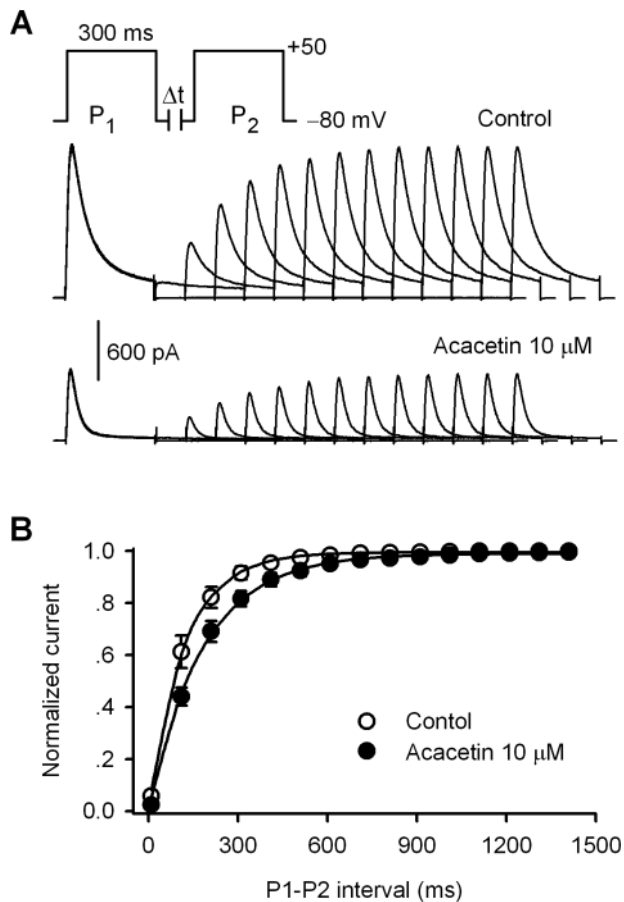 A
300 ms
+50
Δt
P1
P2
−80 mV
Control
600 pA
Acacetin 10 μM
B
1.0
.8
.6
.4
.2
0.0
Normalized current
Contol
Acacetin 10 μM
0 300 600 900 1200 1500
P1-P2 interval (ms)